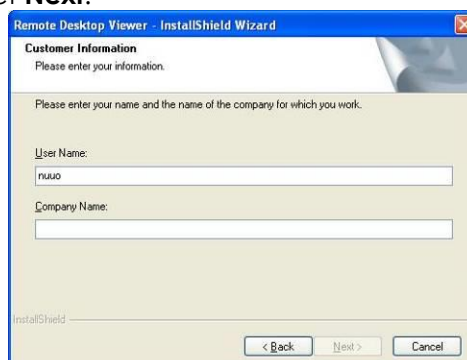 Next.
Remote Desktop Viewer - InstallShield Wizard
Customer Information
Please enter your information.
Please enter your name and the name of the company for which you work.
User Name:
nuuo
Company Name:
InstallShield
< Back Next > Cancel